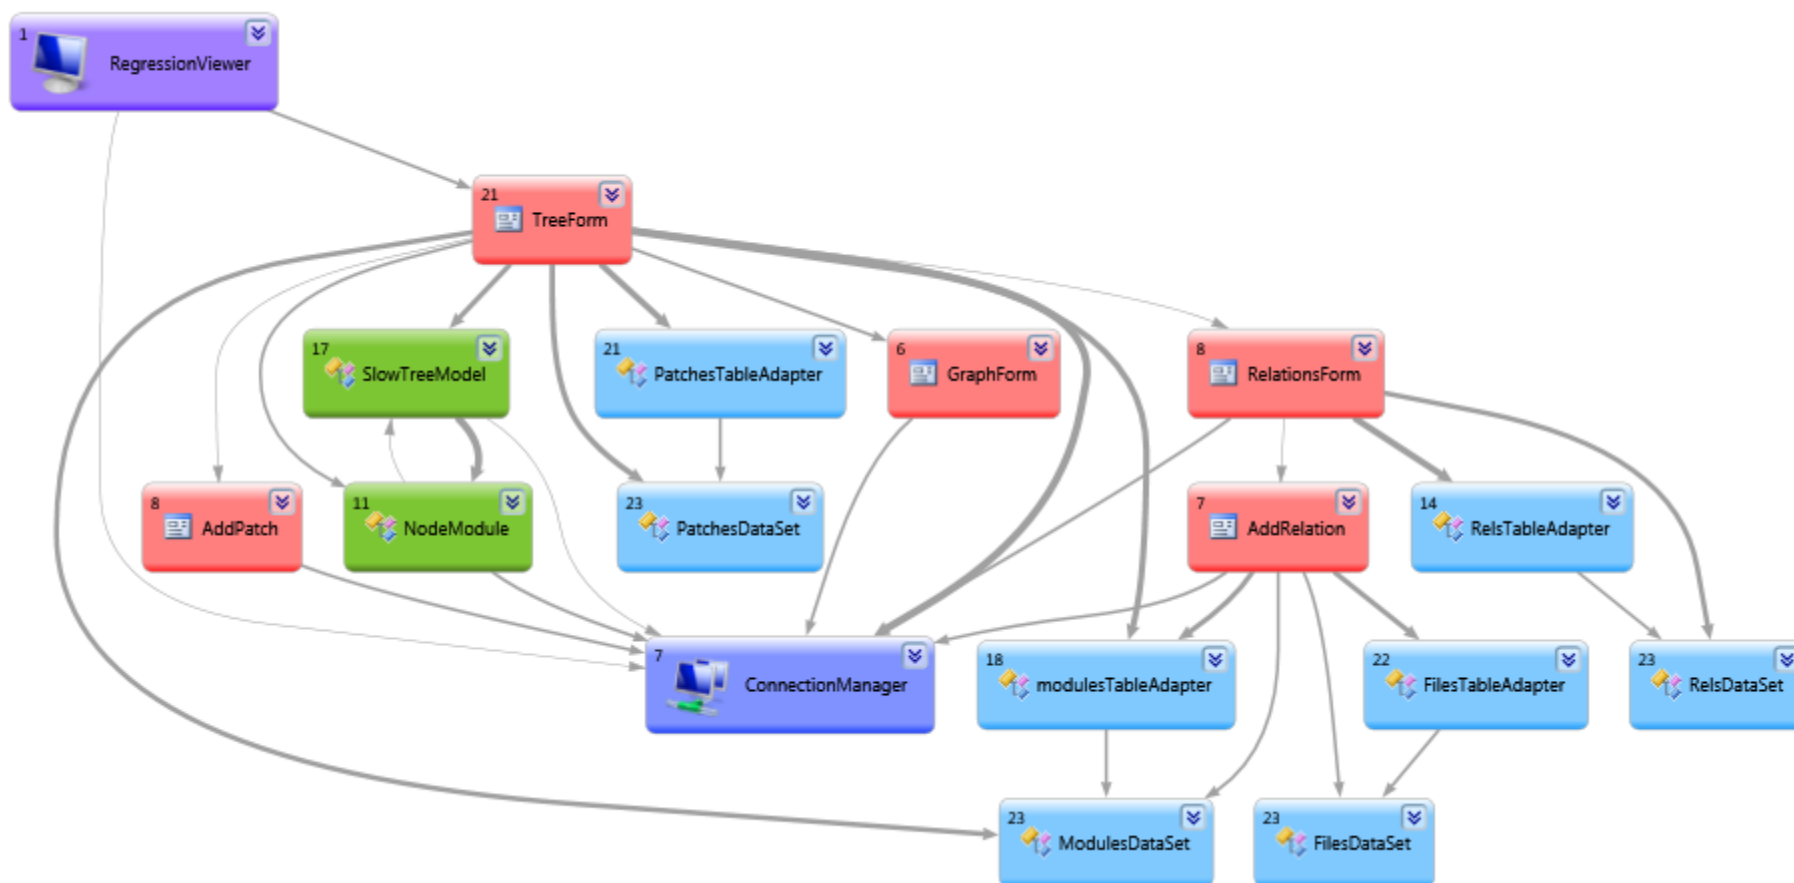 1
RegressionViewer
21
TreeForm
17
SlowTreeModel
21
PatchesTableAdapter
6
GraphForm
8
RelationsForm
8
AddPatch
11
NodeModule
23
PatchesDataSet
7
AddRelation
14
RelsTableAdapter
7
ConnectionManager
18
modulesTableAdapter
22
FilesTableAdapter
23
RelsDataSet
23
ModulesDataSet
23
FilesDataSet